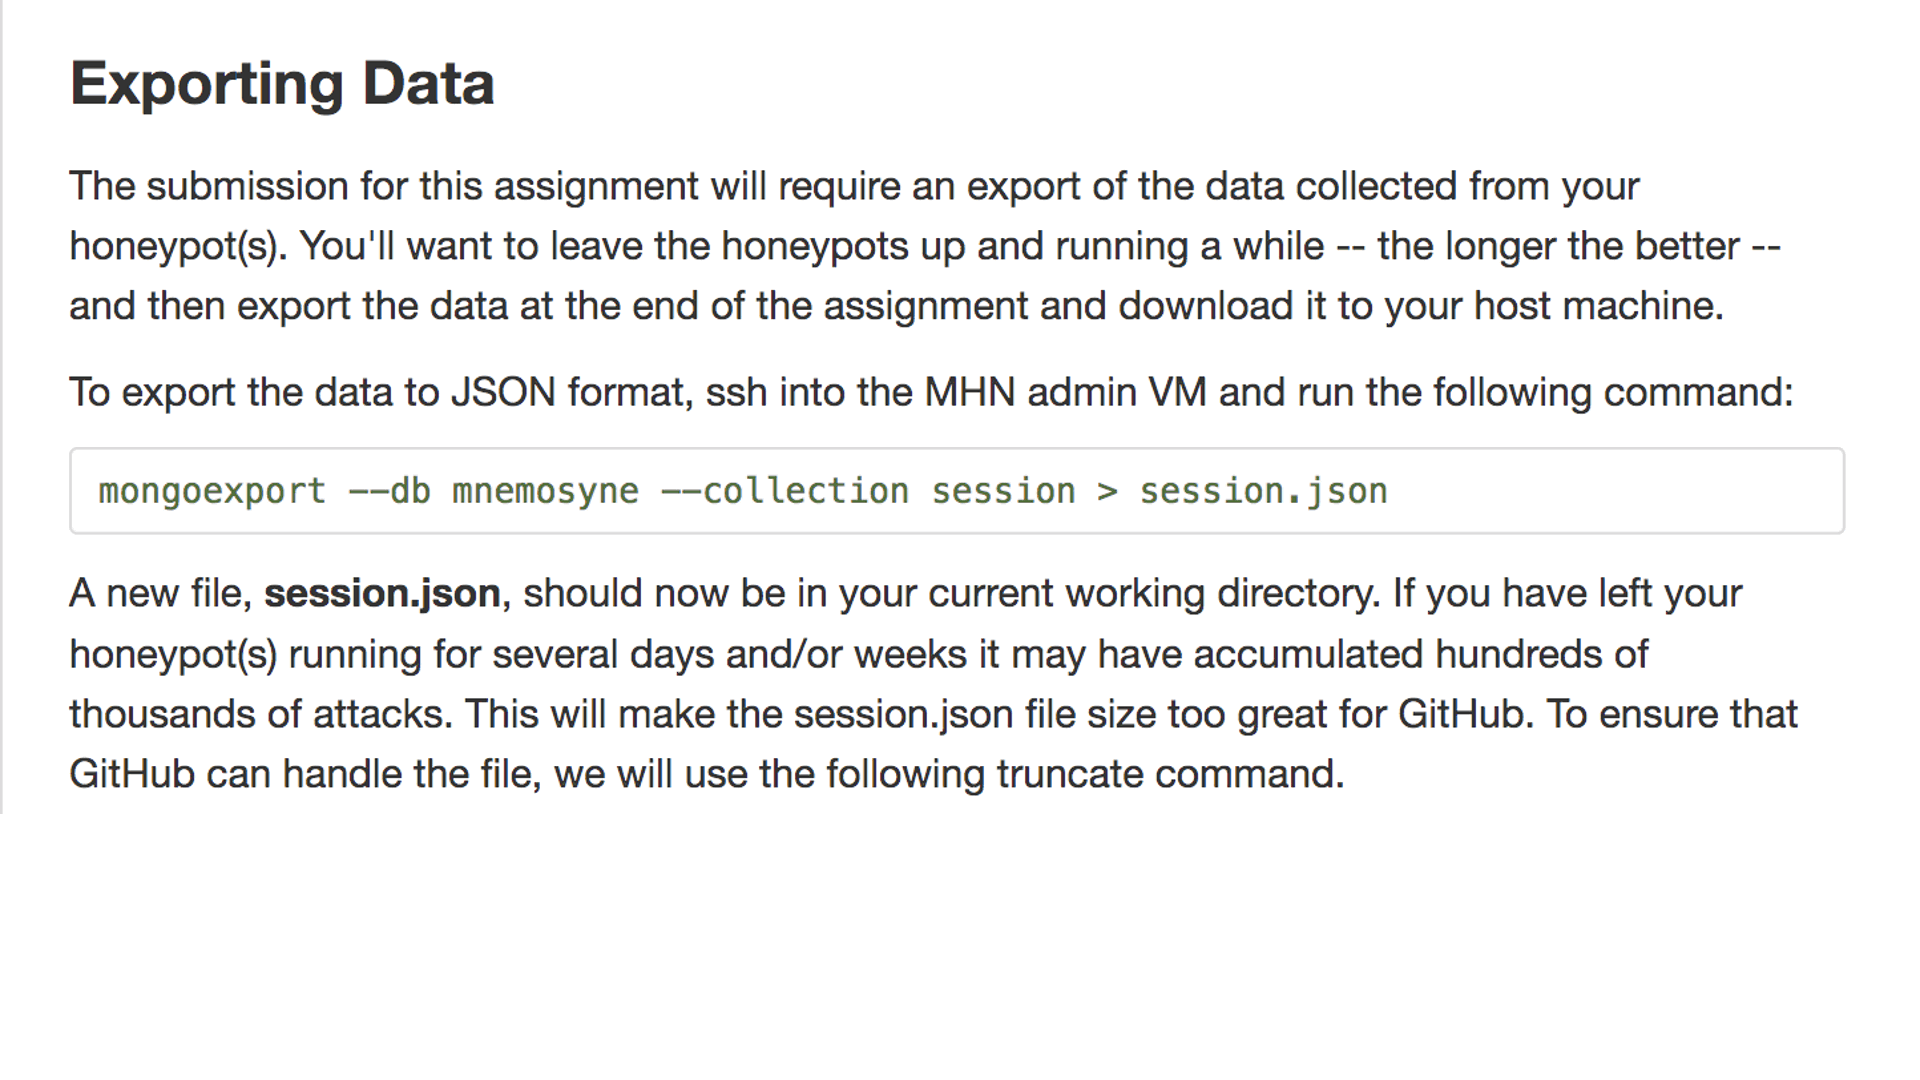 Exporting Data
The submission for this assignment will require an export of the data collected from your
honeypot(s). You'll want to leave the honeypots up and running a while -- the longer the better --
and then export the data at the end of the assignment and download it to your host machine.
To export the data to JSON format, ssh into the MHN admin VM and run the following command:
mongoexport --db mnemosyne --collection session > session.json
A new file, session.json, should now be in your current working directory. If you have left your
honeypot(s) running for several days and/or weeks it may have accumulated hundreds of
thousands of attacks. This will make the session.json file size too great for GitHub. To ensure that
GitHub can handle the file, we will use the following truncate command.